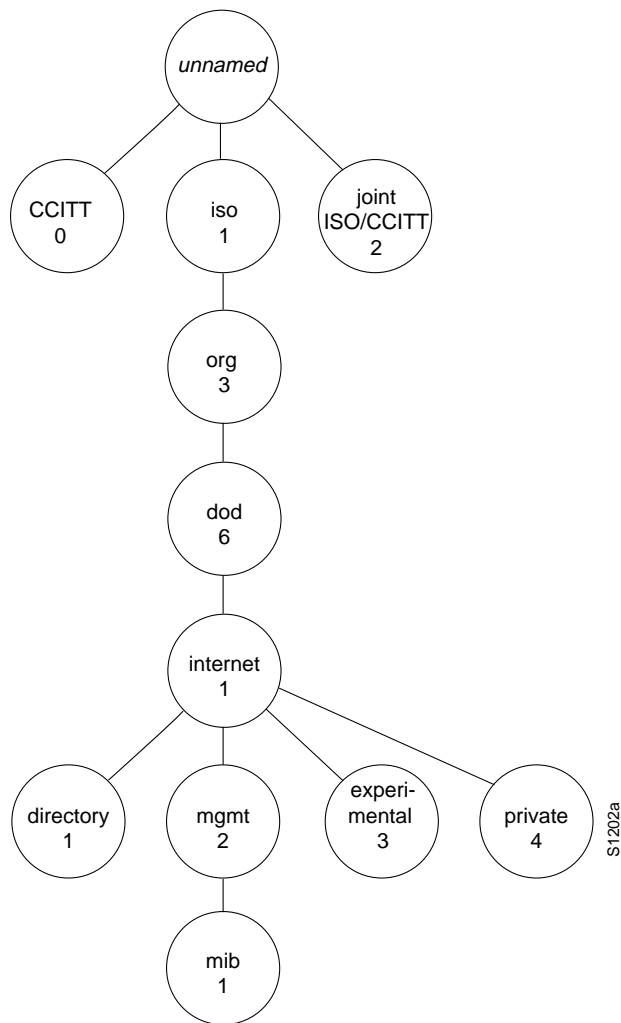 unnamed
CCITT
0
iso
1
joint
ISO/CCITT
2
org
3
dod
6
internet
1
directory
1
mgmt
2
experi-
mental
3
private
4
S1202a
mib
1